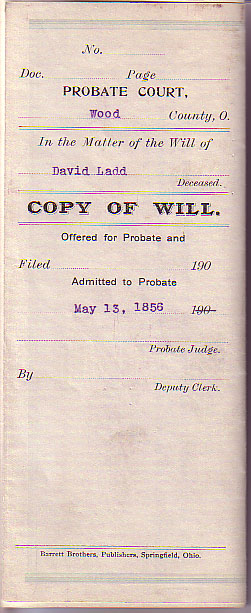 No.
Doc. Page
PROBATE COURT,
Wood County, O.
In the Matter of the Will of
David Ladd
Deceased.
COPY OF WILL.
Offered for Probate and
Filed 190
Admitted to Probate
May 13, 1856 190
Probate Judge.
By
Deputy Clerk.
Barrett Brothers, Publishers, Springfield, Ohio.